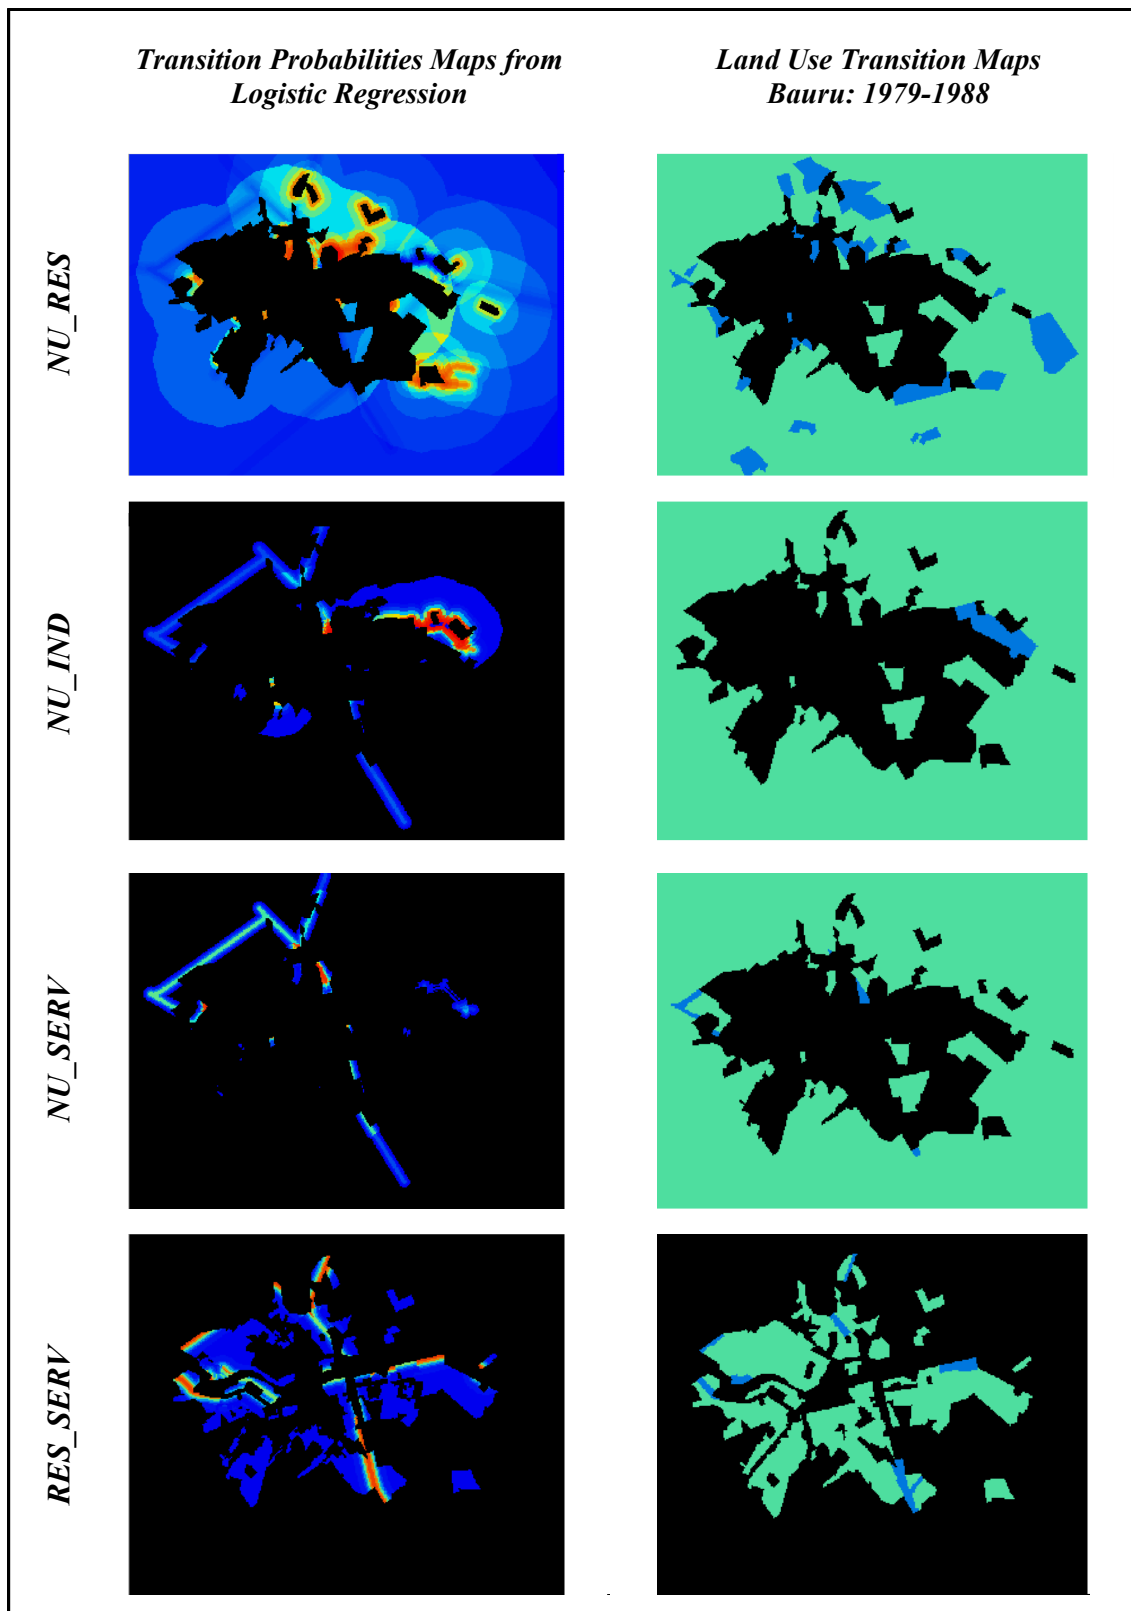 Transition Probabilities Maps from
Logistic Regression
Land Use Transition Maps
Bauru: 1979-1988
NU_RES
NU_IND
NU_SERV
RES_SERV